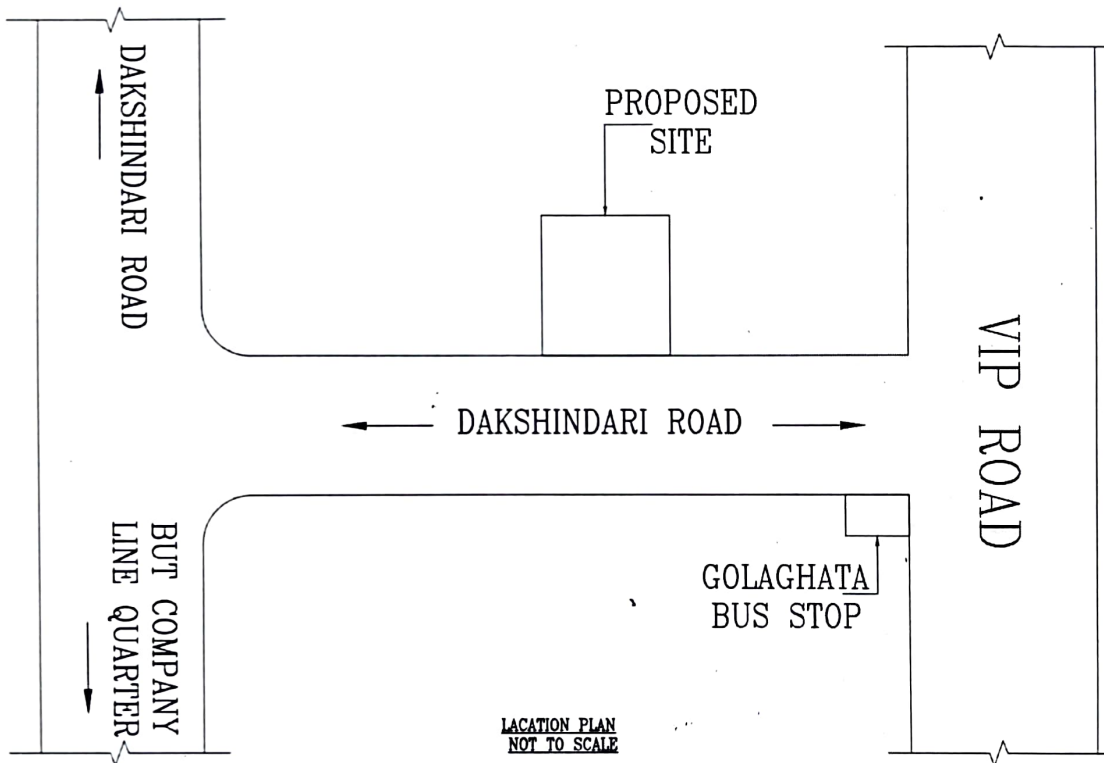 DAKSHINDARI ROAD
PROPOSED
SITE
VIP ROAD
DAKSHINDARI ROAD
BUT COMPANY
LINE QUARTER
GOLAGHATA
BUS STOP
LACATION PLAN
NOT TO SCALE